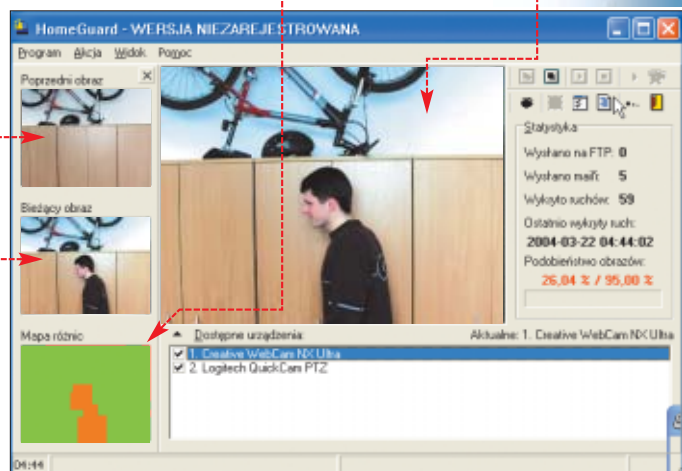 HomeGuard - WERSJA NIEZAREJESTROWANA
Program Akcja Widok Pomoc
Poprzedni obraz
Bieżący obraz
Mapa różnic
Statystyka
Wysłano na FTP: 0
Wysłano maili: 5
Wykryto ruchów: 59
Ostatnio wykryty ruch:
2004-03-22 04:44:02
Podobieństwo obrazów:
26,04 % / 95,00 %
Dostępne urządzenia:
Aktualne: 1. Creative WebCam NX Ultra
1. Creative WebCam NX Ultra
2. Logitech QuickCam PTZ
04:44